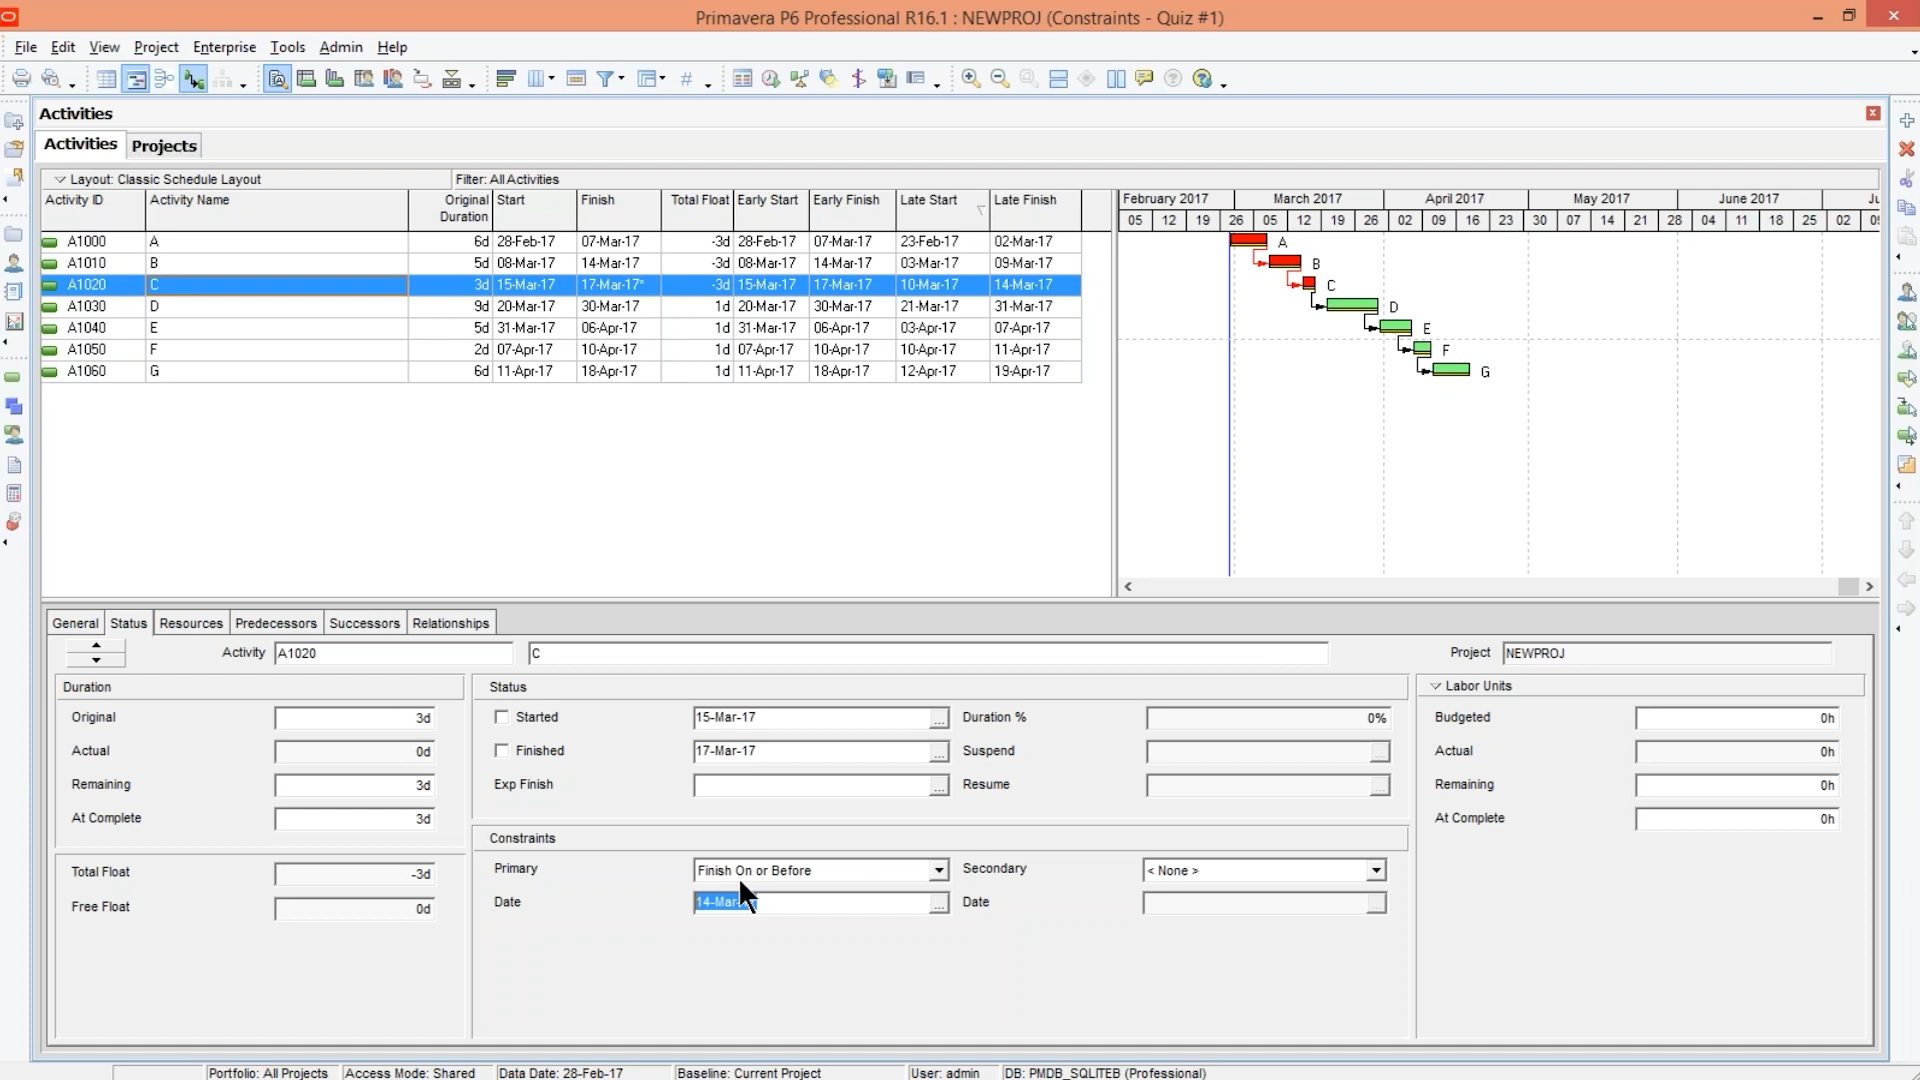 Primavera P6 Professional R16.1 : NEWPROJ (Constraints - Quiz #1)
File Edit View Project Enterprise Tools Admin Help
Activities
Activities Projects
Layout: Classic Schedule Layout Filter: All Activities
Activity ID Activity Name Original Duration Start Finish Total Float Early Start Early Finish Late Start Late Finish
A1000 A 6d 28-Feb-17 07-Mar-17 -3d 28-Feb-17 07-Mar-17 23-Feb-17 02-Mar-17
A1010 B 5d 08-Mar-17 14-Mar-17 -3d 08-Mar-17 14-Mar-17 03-Mar-17 09-Mar-17
A1020 C 3d 15-Mar-17 17-Mar-17* -3d 15-Mar-17 17-Mar-17 10-Mar-17 14-Mar-17
A1030 D 9d 20-Mar-17 30-Mar-17 1d 20-Mar-17 30-Mar-17 21-Mar-17 31-Mar-17
A1040 E 5d 31-Mar-17 06-Apr-17 1d 31-Mar-17 06-Apr-17 03-Apr-17 07-Apr-17
A1050 F 2d 07-Apr-17 10-Apr-17 1d 07-Apr-17 10-Apr-17 10-Apr-17 11-Apr-17
A1060 G 6d 11-Apr-17 18-Apr-17 1d 11-Apr-17 18-Apr-17 12-Apr-17 19-Apr-17
February 2017 March 2017 April 2017 May 2017 June 2017
05 12 19 26 05 12 19 26 02 09 16 23 30 07 14 21 28 04 11 18 25 02
A
B
C
D
E
F
G
General Status Resources Predecessors Successors Relationships
Activity A1020 C Project NEWPROJ
Duration
Original 3d
Actual 0d
Remaining 3d
At Complete 3d
Total Float -3d
Free Float 0d
Status
Started 15-Mar-17 ... Duration % 0%
Finished 17-Mar-17 ... Suspend ...
Exp Finish ... Resume ...
Constraints
Primary Finish On or Before Secondary < None >
Date 14-Mar- ... Date ...
Labor Units
Budgeted 0h
Actual 0h
Remaining 0h
At Complete 0h
Portfolio: All Projects Access Mode: Shared Data Date: 28-Feb-17 Baseline: Current Project User: admin DB: PMDB_SQLITEB (Professional)